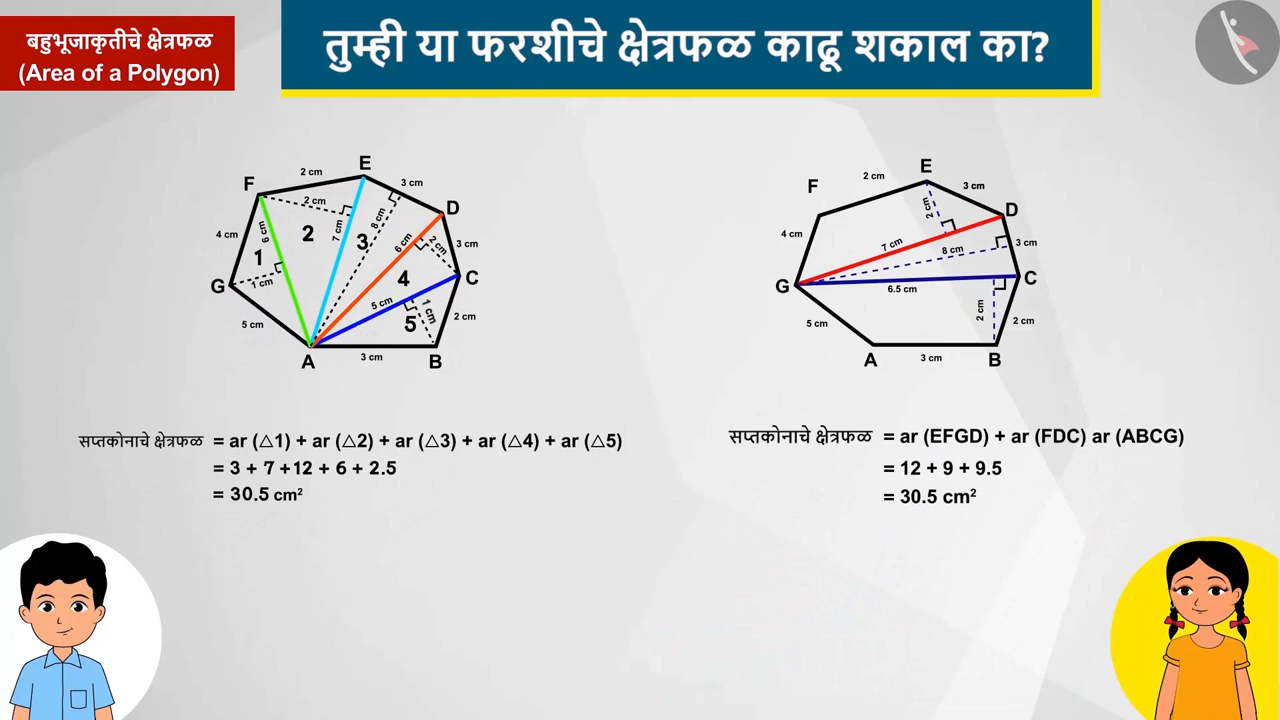 बहुभूजाकृतीचे क्षेत्रफळ
(Area of a Polygon)
तुम्ही या फरशीचे क्षेत्रफळ काढू शकाल का?
E
2 cm
3 cm
F
D
2 cm
8 cm
4 cm
6 cm
2
7 cm
3
6 cm
2 cm
3 cm
1
4
C
G
1 cm
5 cm
1 cm
5
2 cm
5 cm
A
3 cm
B
E
2 cm
3 cm
F
2 cm
D
4 cm
7 cm
8 cm
3 cm
G
6.5 cm
C
5 cm
2 cm
2 cm
A
3 cm
B
सप्तकोनाचे क्षेत्रफळ = ar (△1) + ar (△2) + ar (△3) + ar (△4) + ar (△5)
= 3 + 7 +12 + 6 + 2.5
= 30.5 cm²
सप्तकोनाचे क्षेत्रफळ = ar (EFGD) + ar (FDC) ar (ABCG)
= 12 + 9 + 9.5
= 30.5 cm²